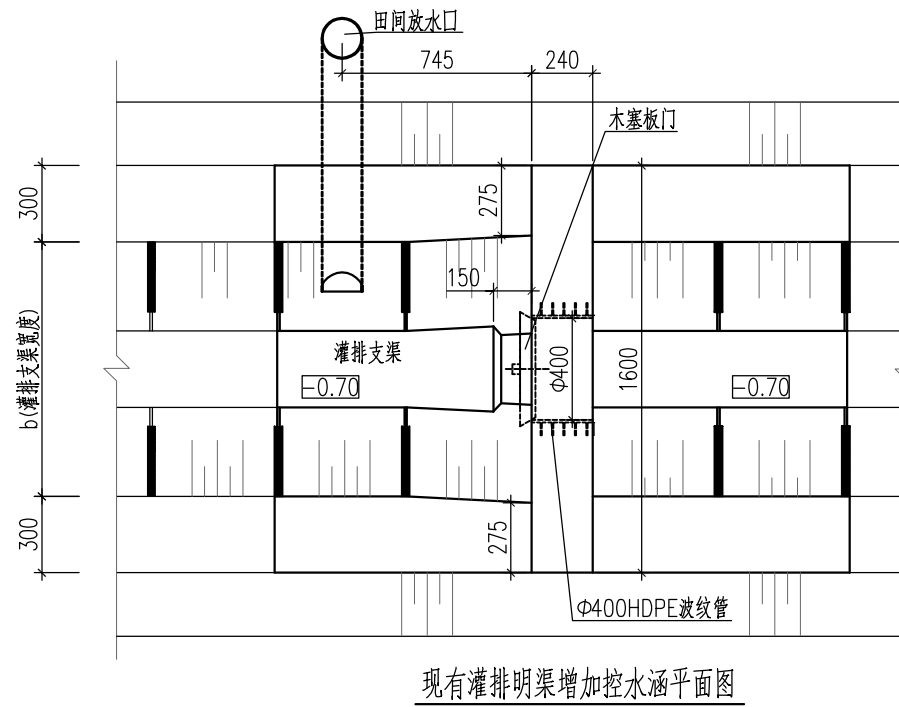 田间放水口
745
240
木塞板门
300
275
150
b(灌排支渠宽度)
灌排支渠
Φ400
1600
-0.70
-0.70
300
275
Φ400HDPE波纹管
现有灌排明渠增加控水涵平面图